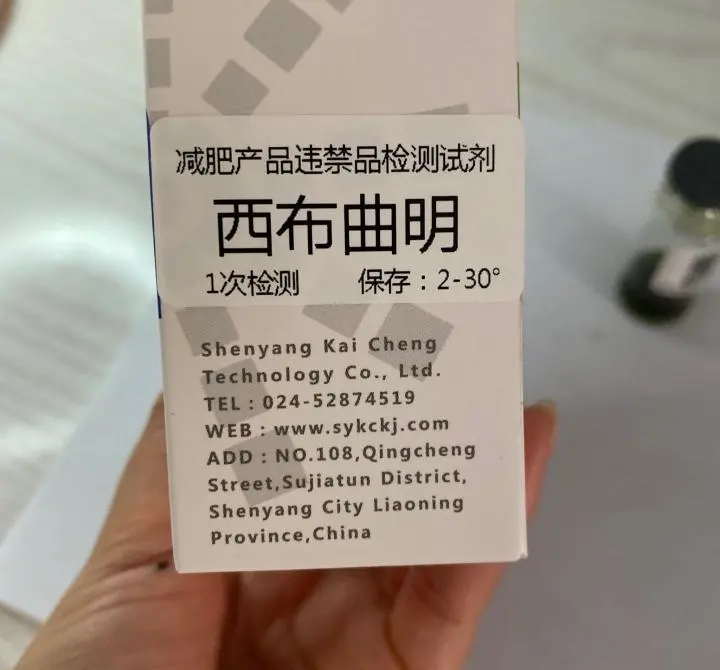 减肥产品违禁品检测试剂
西布曲明
1次检测 保存：2-30°
Shenyang Kai Cheng
Technology Co., Ltd.
TEL：024-52874519
WEB：www.sykckj.com
ADD：NO.108,Qingcheng
Street,Sujiatun District,
Shenyang City Liaoning
Province,China